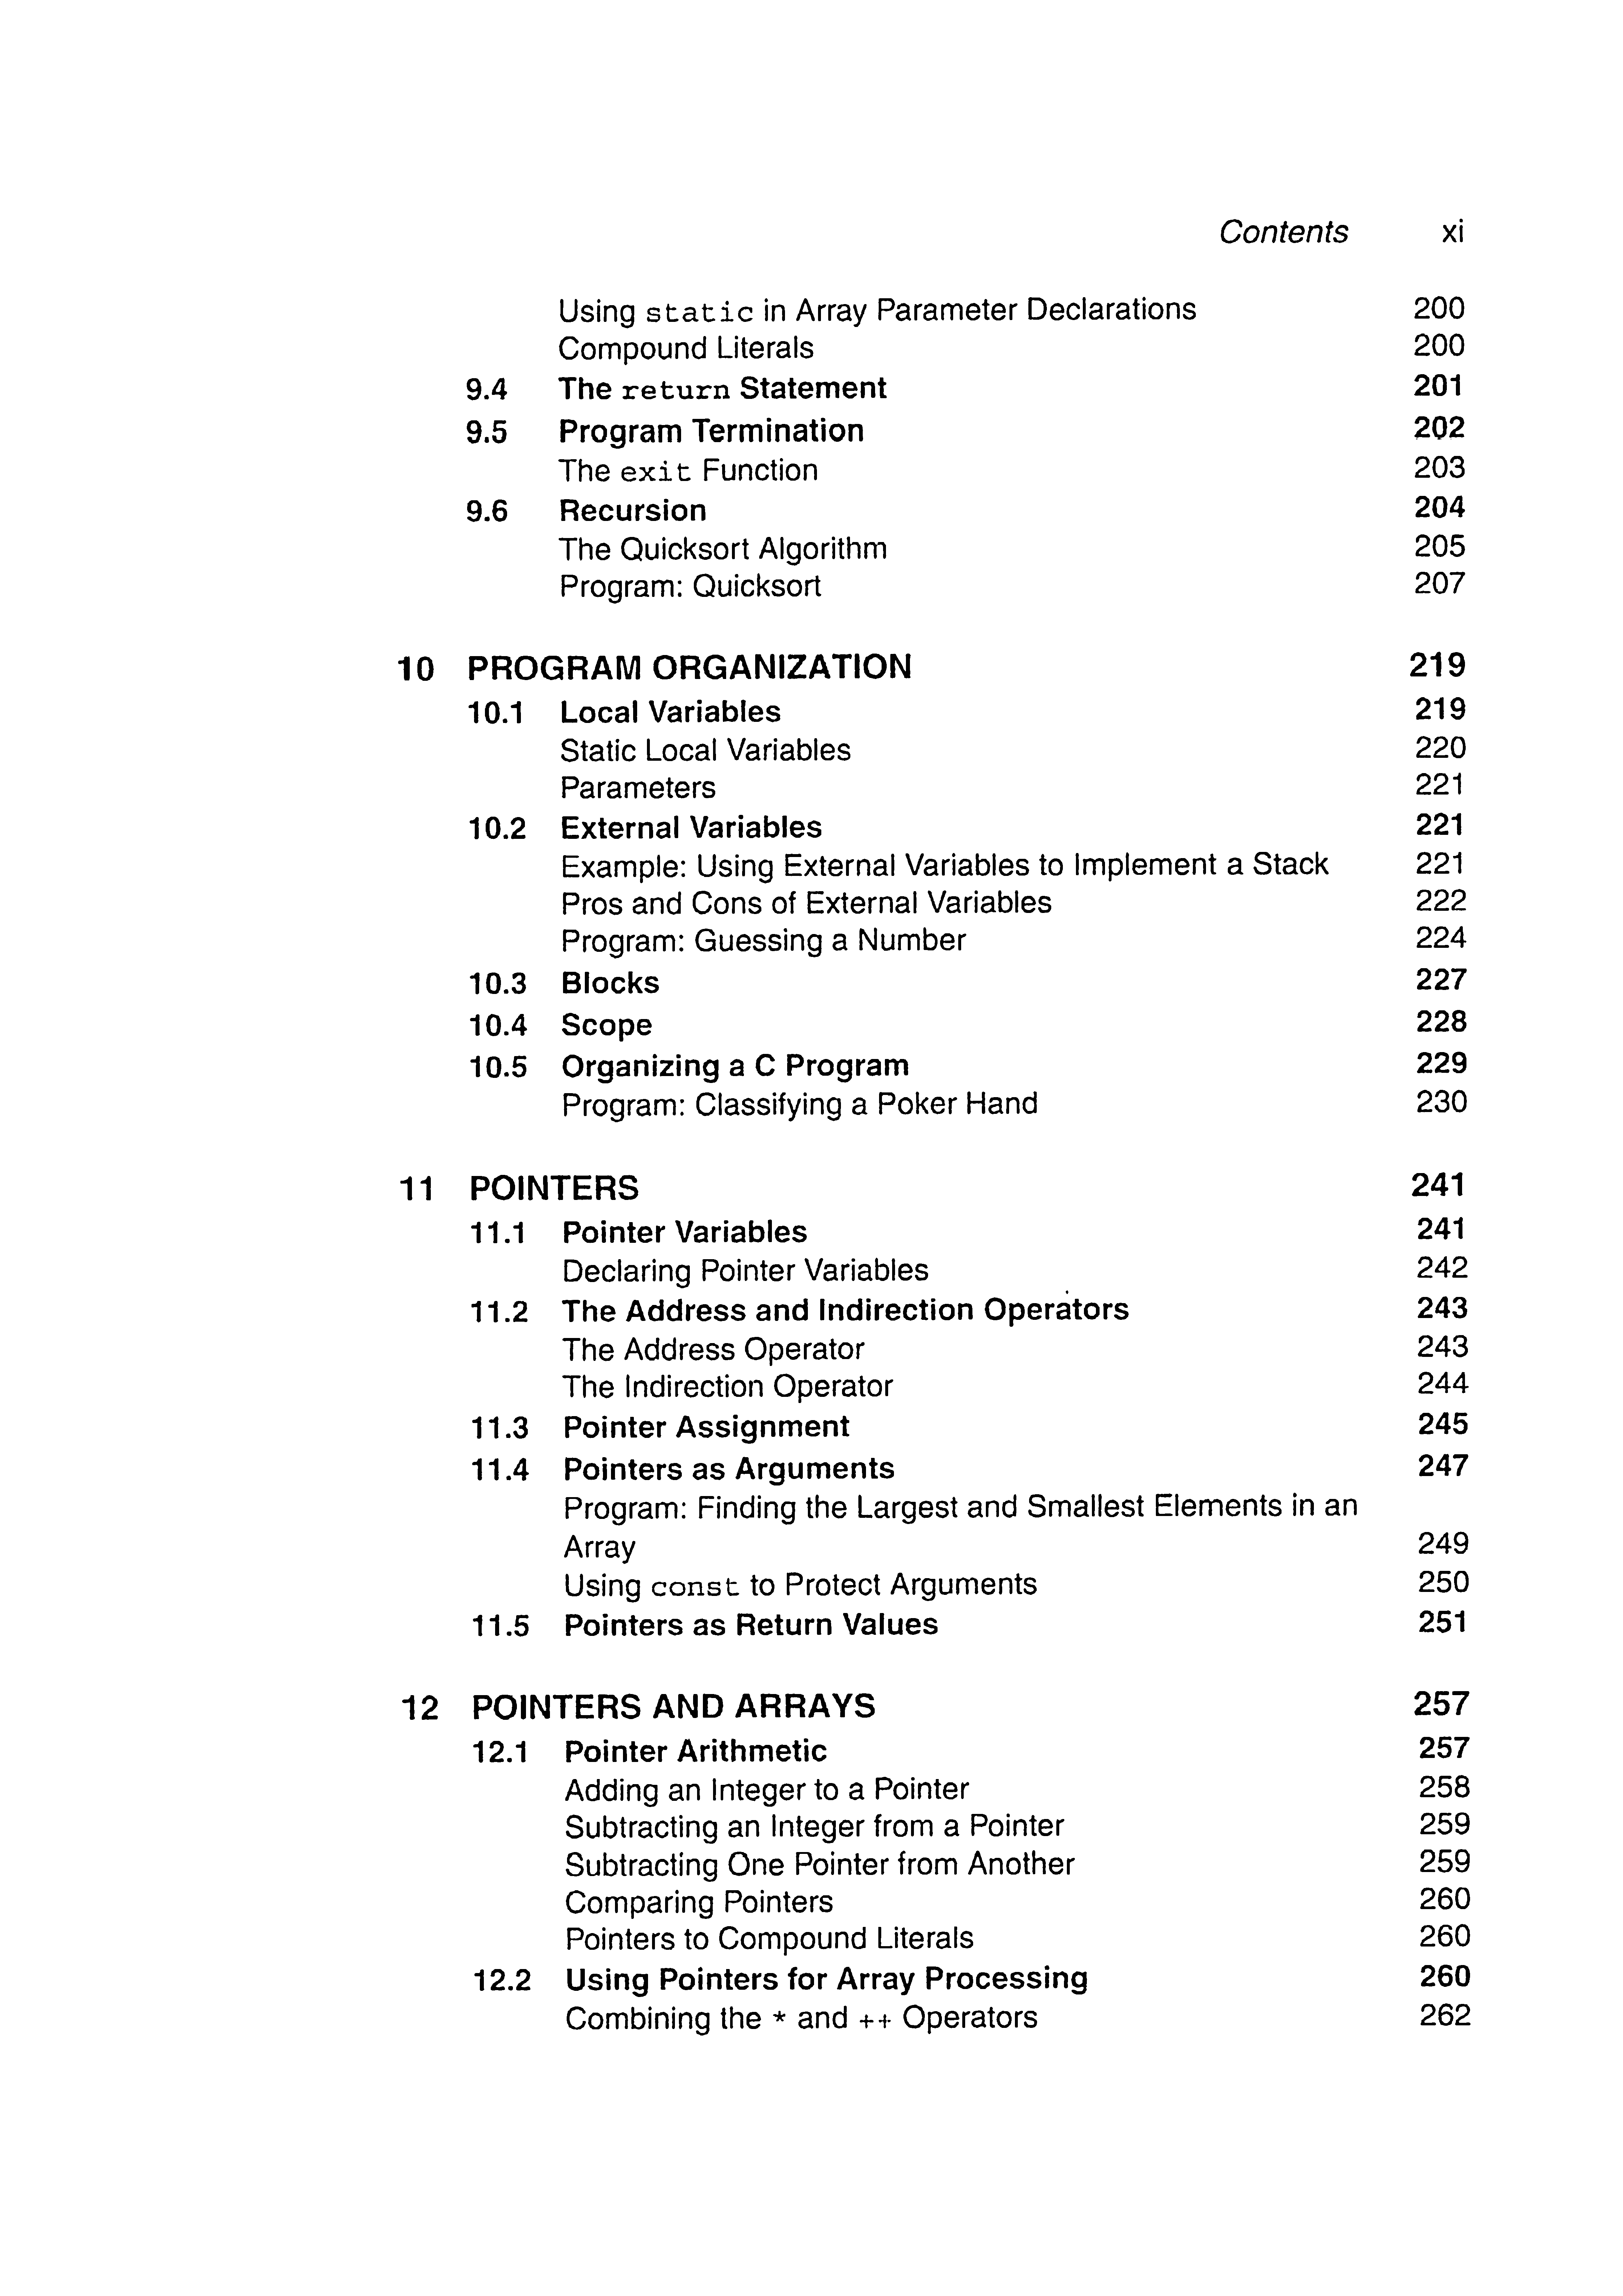 Contents xi
Using static in Array Parameter Declarations 200
Compound Literals 200
9.4 The return Statement 201
9.5 Program Termination 202
The exit Function 203
9.6 Recursion 204
The Quicksort Algorithm 205
Program: Quicksort 207
10 PROGRAM ORGANIZATION 219
10.1 Local Variables 219
Static Local Variables 220
Parameters 221
10.2 External Variables 221
Example: Using External Variables to Implement a Stack 221
Pros and Cons of External Variables 222
Program: Guessing a Number 224
10.3 Blocks 227
10.4 Scope 228
10.5 Organizing a C Program 229
Program: Classifying a Poker Hand 230
11 POINTERS 241
11.1 Pointer Variables 241
Declaring Pointer Variables 242
11.2 The Address and Indirection Operators 243
The Address Operator 243
The Indirection Operator 244
11.3 Pointer Assignment 245
11.4 Pointers as Arguments 247
Program: Finding the Largest and Smallest Elements in an
Array 249
Using const to Protect Arguments 250
11.5 Pointers as Return Values 251
12 POINTERS AND ARRAYS 257
12.1 Pointer Arithmetic 257
Adding an Integer to a Pointer 258
Subtracting an Integer from a Pointer 259
Subtracting One Pointer from Another 259
Comparing Pointers 260
Pointers to Compound Literals 260
12.2 Using Pointers for Array Processing 260
Combining the * and ++ Operators 262